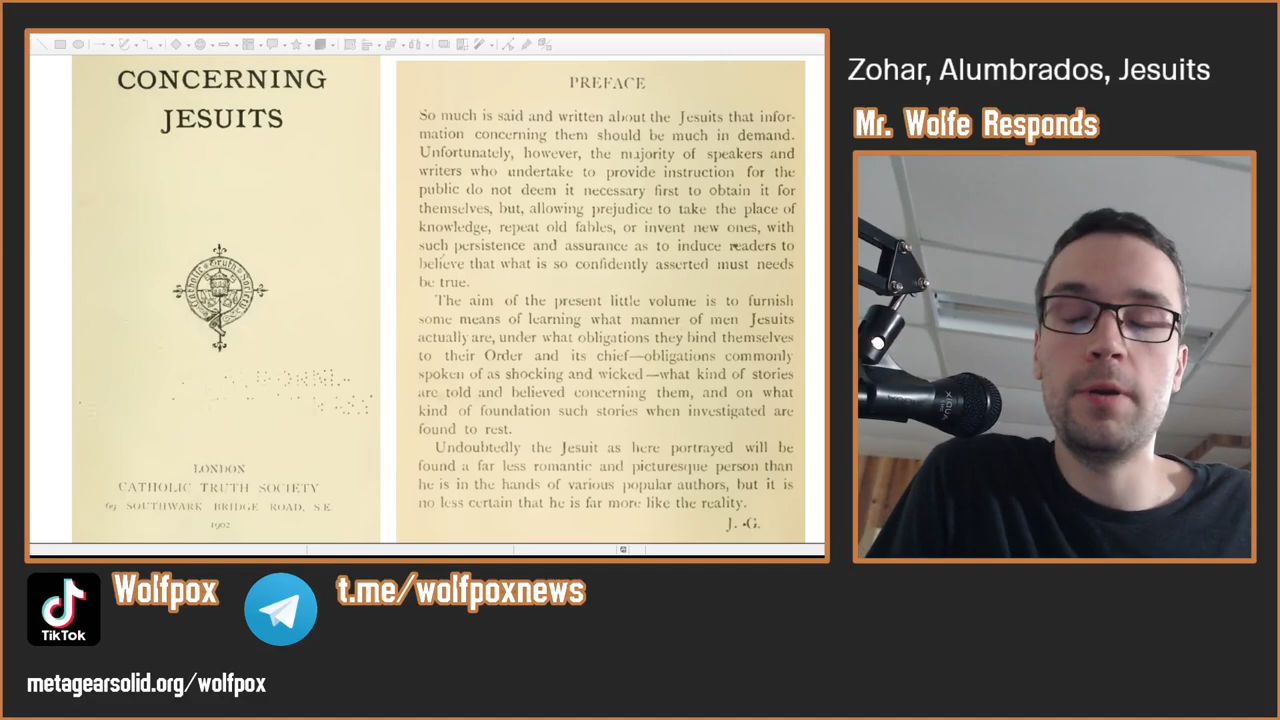 CONCERNING
JESUITS
Catholic Truth Society
LONDON
CATHOLIC TRUTH SOCIETY
69 SOUTHWARK BRIDGE ROAD, S.E.
1902
PREFACE
So much is said and written about the Jesuits that infor-
mation concerning them should be much in demand.
Unfortunately, however, the majority of speakers and
writers who undertake to provide instruction for the
public do not deem it necessary first to obtain it for
themselves, but, allowing prejudice to take the place of
knowledge, repeat old fables, or invent new ones, with
such persistence and assurance as to induce readers to
believe that what is so confidently asserted must needs
be true.
The aim of the present little volume is to furnish
some means of learning what manner of men Jesuits
actually are, under what obligations they bind themselves
to their Order and its chief—obligations commonly
spoken of as shocking and wicked—what kind of stories
are told and believed concerning them, and on what
kind of foundation such stories when investigated are
found to rest.
Undoubtedly the Jesuit as here portrayed will be
found a far less romantic and picturesque person than
he is in the hands of various popular authors, but it is
no less certain that he is far more like the reality.
J. G.
Zohar, Alumbrados, Jesuits
Mr. Wolfe Responds
XIOUA
TikTok
Wolfpox
t.me/wolfpoxnews
metagearsolid.org/wolfpox